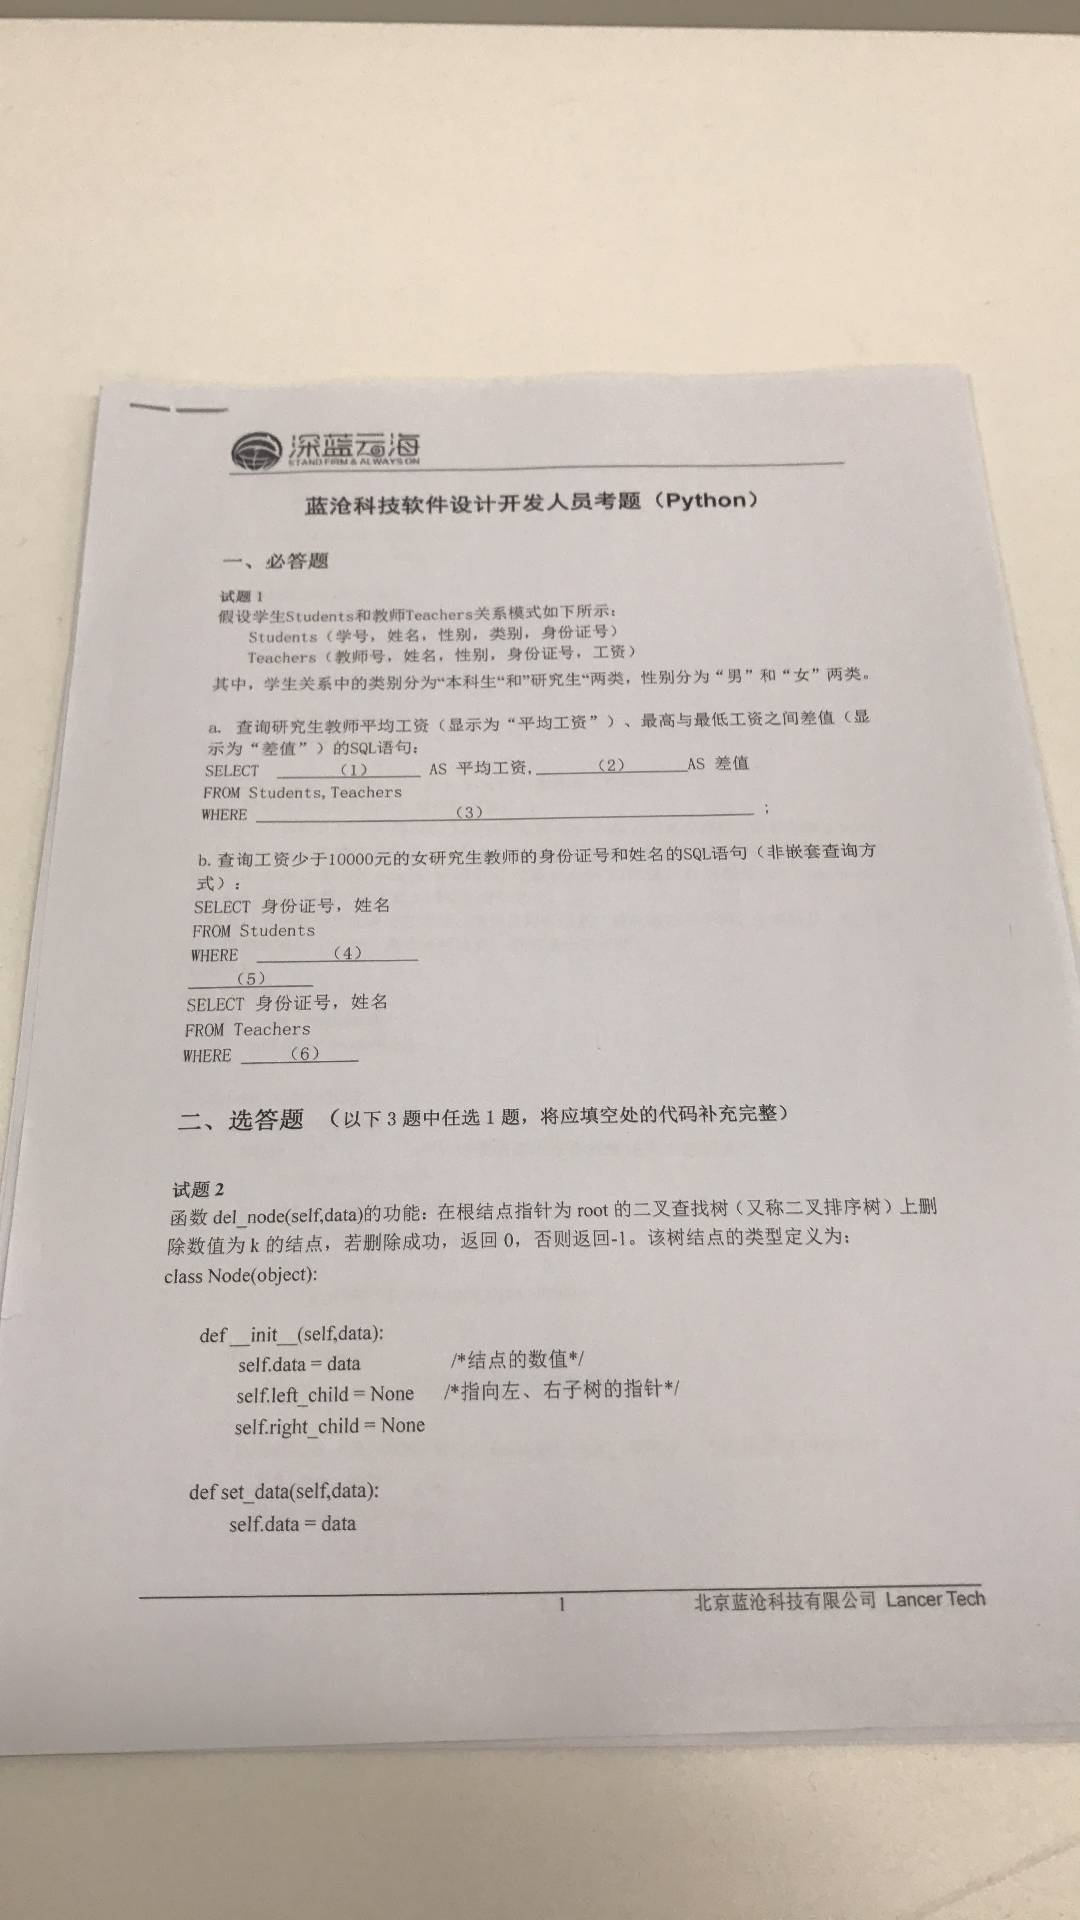 深蓝云海
STAND FIRM & ALWAYS ON
蓝沧科技软件设计开发人员考题（Python）
一、必答题
试题 1
假设学生Students和教师Teachers关系模式如下所示：
Students（学号，姓名，性别，类别，身份证号）
Teachers（教师号，姓名，性别，身份证号，工资）
其中，学生关系中的类别分为“本科生“和”研究生“两类，性别分为“男”和“女”两类。
a. 查询研究生教师平均工资（显示为“平均工资”）、最高与最低工资之间差值（显
示为“差值”）的SQL语句：
SELECT ____（1）____ AS 平均工资,____（2）____AS 差值
FROM Students,Teachers
WHERE ____（3）____ ；
b. 查询工资少于10000元的女研究生教师的身份证号和姓名的SQL语句（非嵌套查询方
式）：
SELECT 身份证号，姓名
FROM Students
WHERE ____（4）____
____（5）____
SELECT 身份证号，姓名
FROM Teachers
WHERE ____（6）____
二、选答题 （以下 3 题中任选 1 题，将应填空处的代码补充完整）
试题 2
函数 del_node(self,data)的功能：在根结点指针为 root 的二叉查找树（又称二叉排序树）上删
除数值为 k 的结点，若删除成功，返回 0，否则返回-1。该树结点的类型定义为：
class Node(object):
def __init__(self,data):
self.data = data /*结点的数值*/
self.left_child = None /*指向左、右子树的指针*/
self.right_child = None
def set_data(self,data):
self.data = data
1 北京蓝沧科技有限公司 Lancer Tech